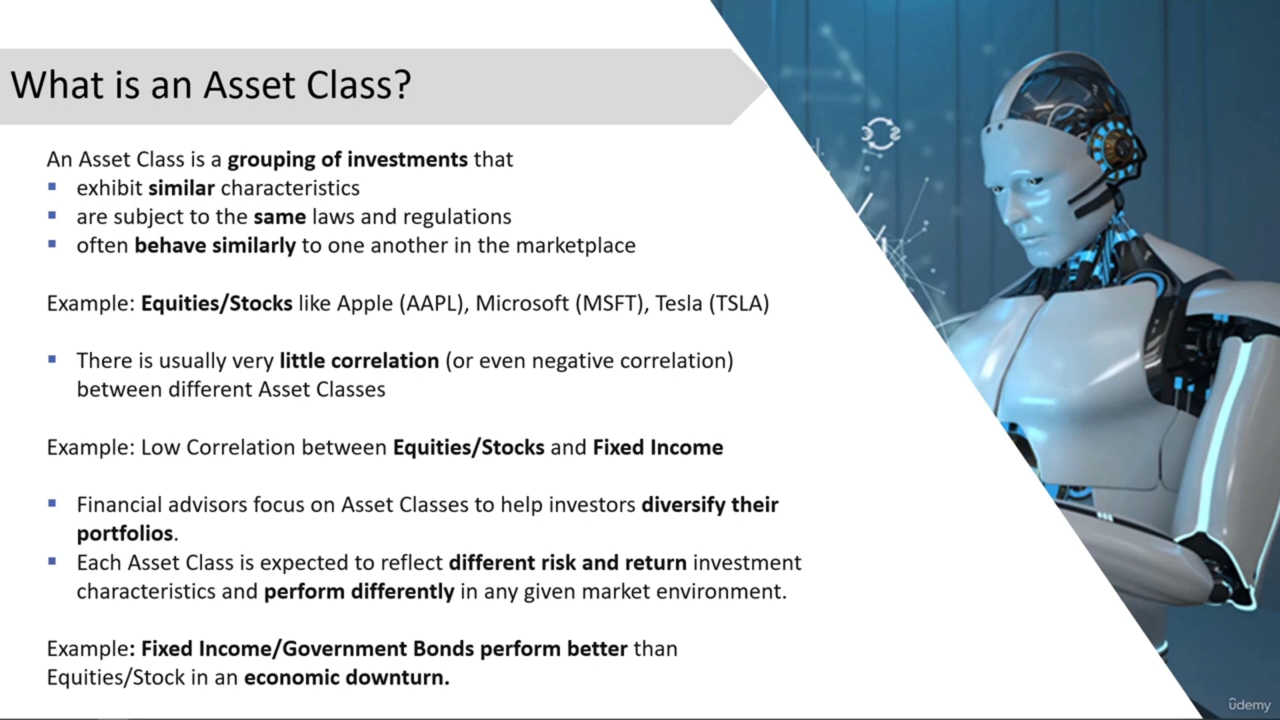 What is an Asset Class?
An Asset Class is a grouping of investments that
▪ exhibit similar characteristics
▪ are subject to the same laws and regulations
▪ often behave similarly to one another in the marketplace
Example: Equities/Stocks like Apple (AAPL), Microsoft (MSFT), Tesla (TSLA)
▪ There is usually very little correlation (or even negative correlation)
between different Asset Classes
Example: Low Correlation between Equities/Stocks and Fixed Income
▪ Financial advisors focus on Asset Classes to help investors diversify their
portfolios.
▪ Each Asset Class is expected to reflect different risk and return investment
characteristics and perform differently in any given market environment.
Example: Fixed Income/Government Bonds perform better than
Equities/Stock in an economic downturn.
ûdemy